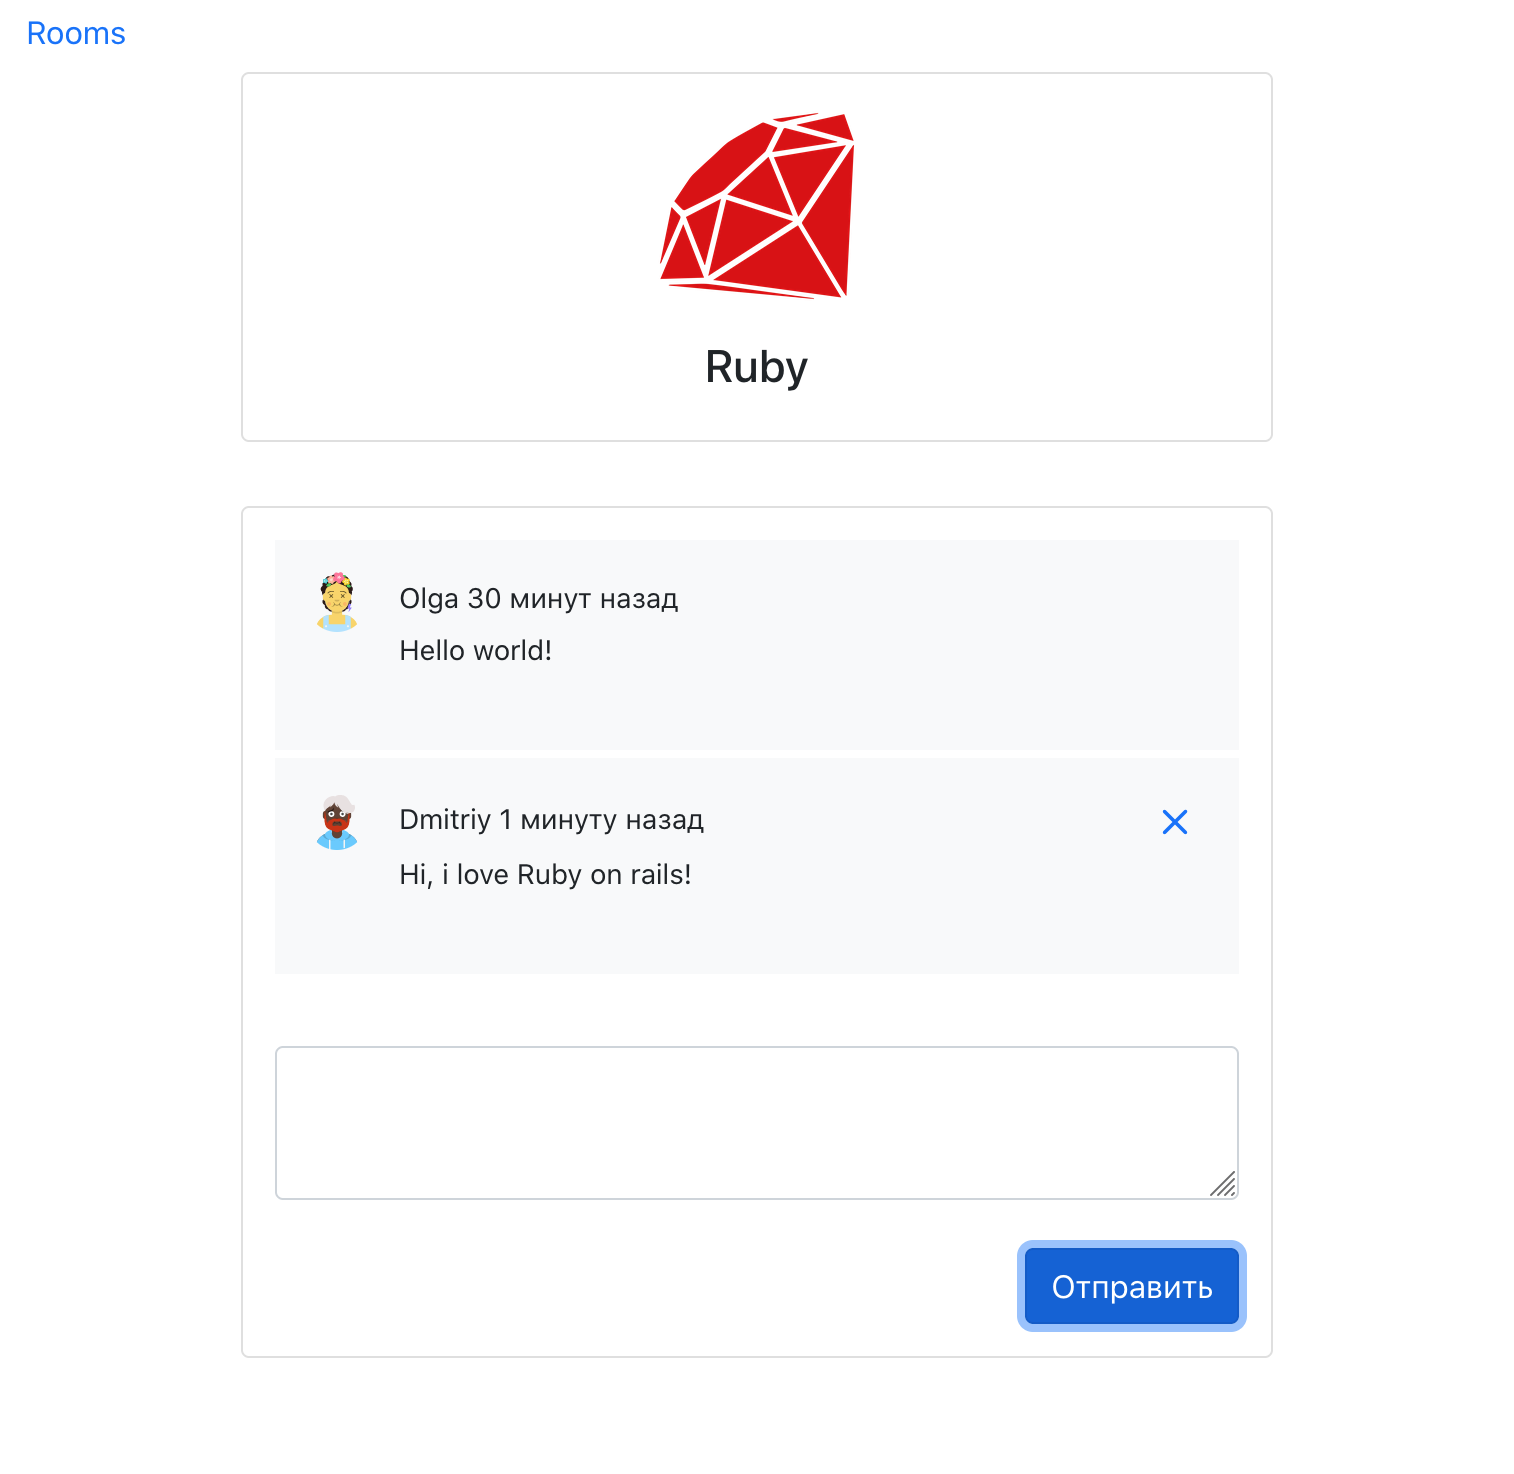 Rooms
Ruby
Olga 30 минут назад
Hello world!
Dmitriy 1 минуту назад
Hi, i love Ruby on rails!
Отправить